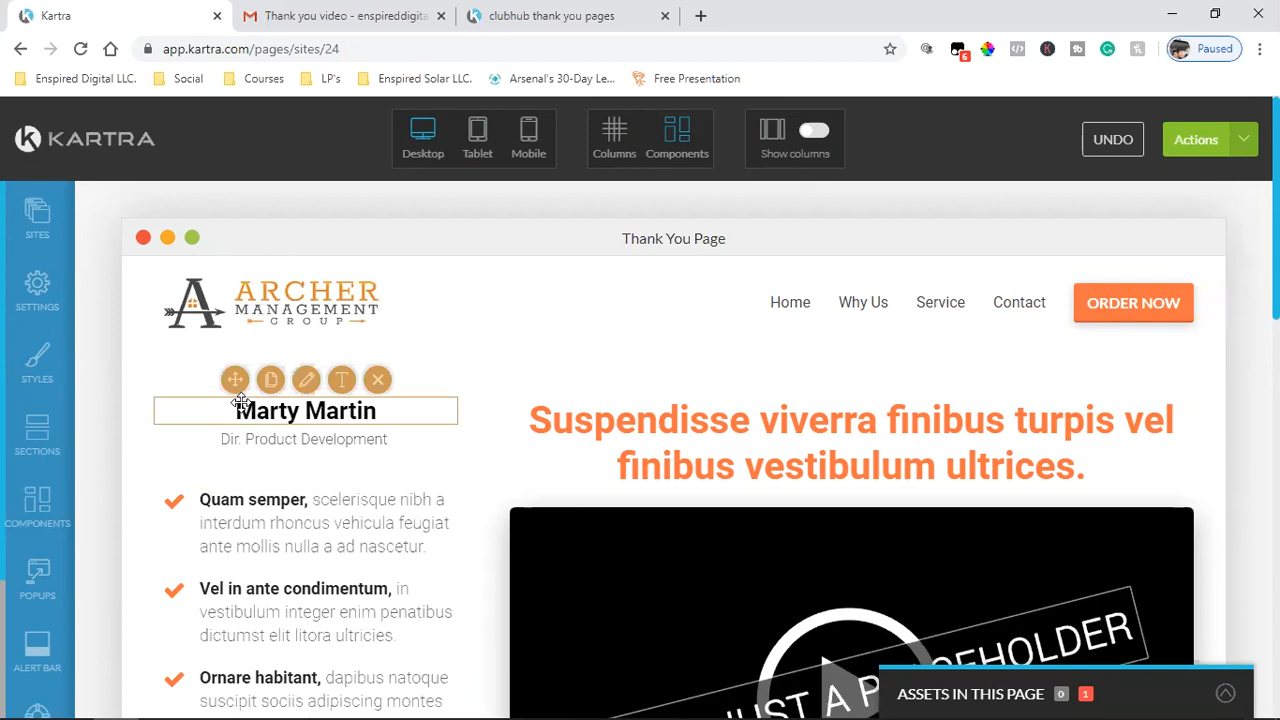 Kartra
Thank you video - enspireddigita
clubhub thank you pages
app.kartra.com/pages/sites/24
6
Paused
Enspired Digital LLC.
Social
Courses
LP's
Enspired Solar LLC.
Arsenal's 30-Day Le...
Free Presentation
KARTRA
Desktop
Tablet
Mobile
Columns
Components
Show columns
UNDO
Actions
SITES
SETTINGS
STYLES
SECTIONS
COMPONENTS
POPUPS
ALERT BAR
Thank You Page
ARCHER
MANAGEMENT
GROUP
Home
Why Us
Service
Contact
ORDER NOW
Marty Martin
Dir. Product Development
Quam semper, scelerisque nibh a
interdum rhoncus vehicula feugiat
ante mollis nulla a ad nascetur.
Vel in ante condimentum, in
vestibulum integer enim penatibus
dictumst elit litora ultricies.
Ornare habitant, dapibus natoque
suscipit sociis adipiscing montes
Suspendisse viverra finibus turpis vel
finibus vestibulum ultrices.
JUST A PLACEHOLDER
ASSETS IN THIS PAGE 0 1